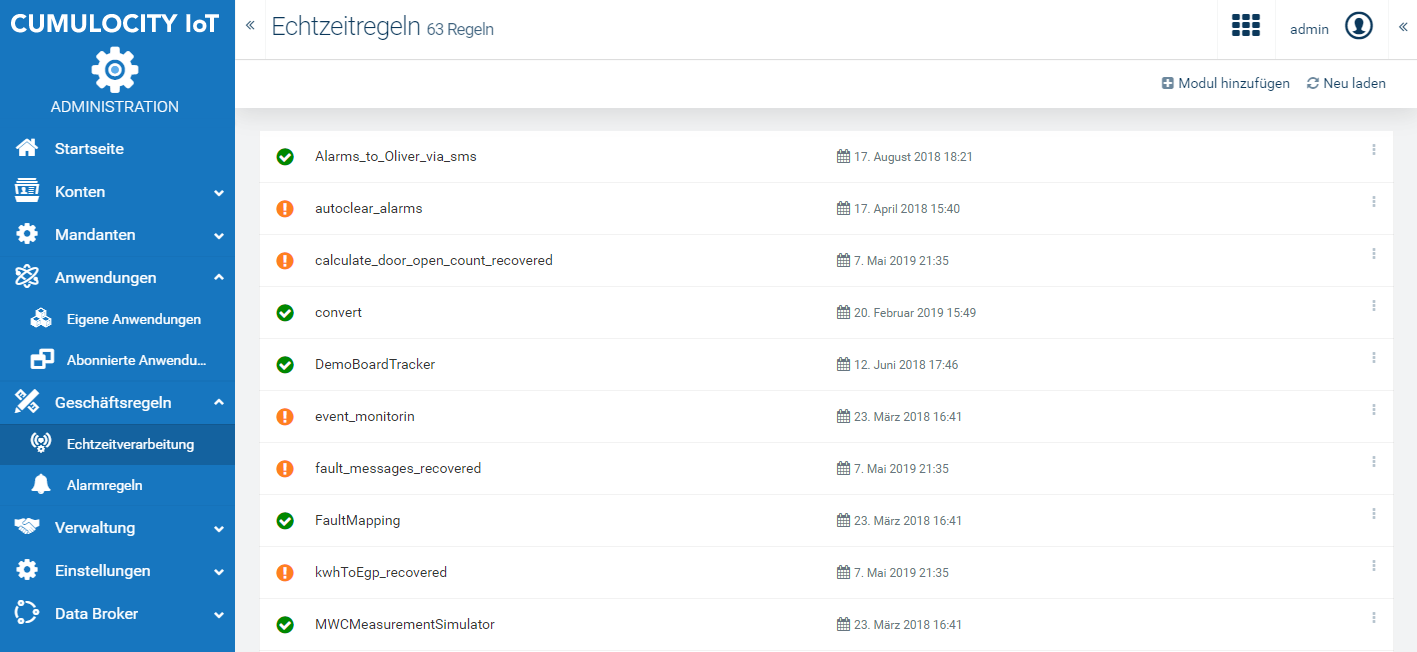 CUMULOCITY IoT
ADMINISTRATION
Startseite
Konten
Mandanten
Anwendungen
Eigene Anwendungen
Abonnierte Anwendu...
Geschäftsregeln
Echtzeitverarbeitung
Alarmregeln
Verwaltung
Einstellungen
Data Broker
Echtzeitregeln 63 Regeln
admin
Modul hinzufügen Neu laden
Alarms_to_Oliver_via_sms 17. August 2018 18:21
autoclear_alarms 17. April 2018 15:40
calculate_door_open_count_recovered 7. Mai 2019 21:35
convert 20. Februar 2019 15:49
DemoBoardTracker 12. Juni 2018 17:46
event_monitorin 23. März 2018 16:41
fault_messages_recovered 7. Mai 2019 21:35
FaultMapping 23. März 2018 16:41
kwhToEgp_recovered 7. Mai 2019 21:35
MWCMeasurementSimulator 23. März 2018 16:41